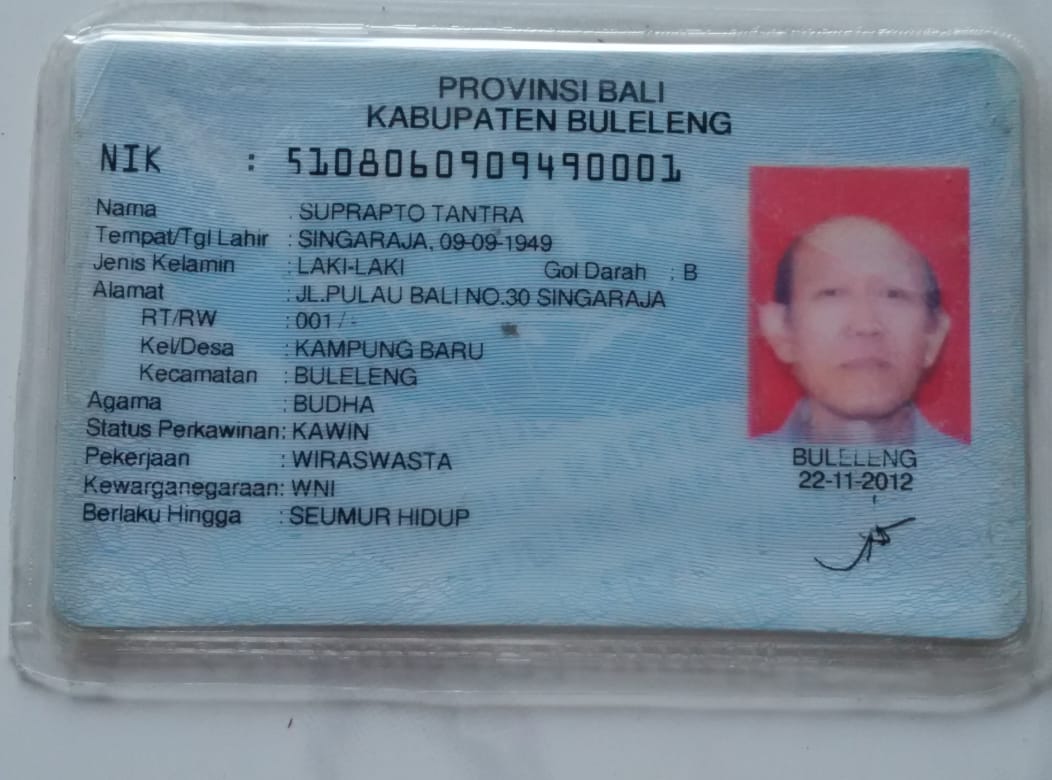 PROVINSI BALI
KABUPATEN BULELENG
NIK : 5108060909490001
Nama : SUPRAPTO TANTRA
Tempat/Tgl Lahir : SINGARAJA, 09-09-1949
Jenis Kelamin : LAKI-LAKI Gol Darah : B
Alamat : JL.PULAU BALI NO.30 SINGARAJA
RT/RW : 001 / -
Kel/Desa : KAMPUNG BARU
Kecamatan : BULELENG
Agama : BUDHA
Status Perkawinan: KAWIN
Pekerjaan : WIRASWASTA
Kewarganegaraan: WNI
Berlaku Hingga : SEUMUR HIDUP
BULELENG
22-11-2012